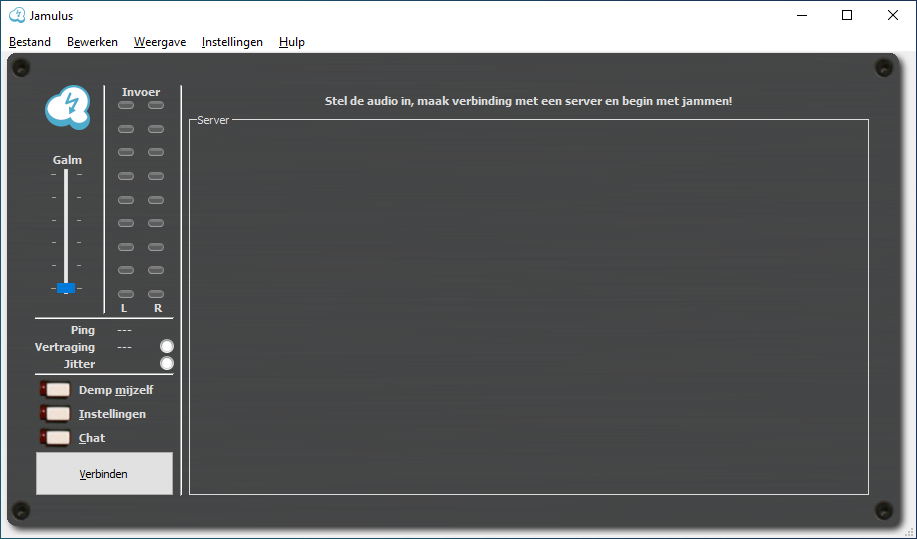 Jamulus
Bestand Bewerken Weergave Instellingen Hulp
Invoer
Stel de audio in, maak verbinding met een server en begin met jammen!
Server
Galm
L R
Ping ---
Vertraging ---
Jitter
Demp mijzelf
Instellingen
Chat
Verbinden